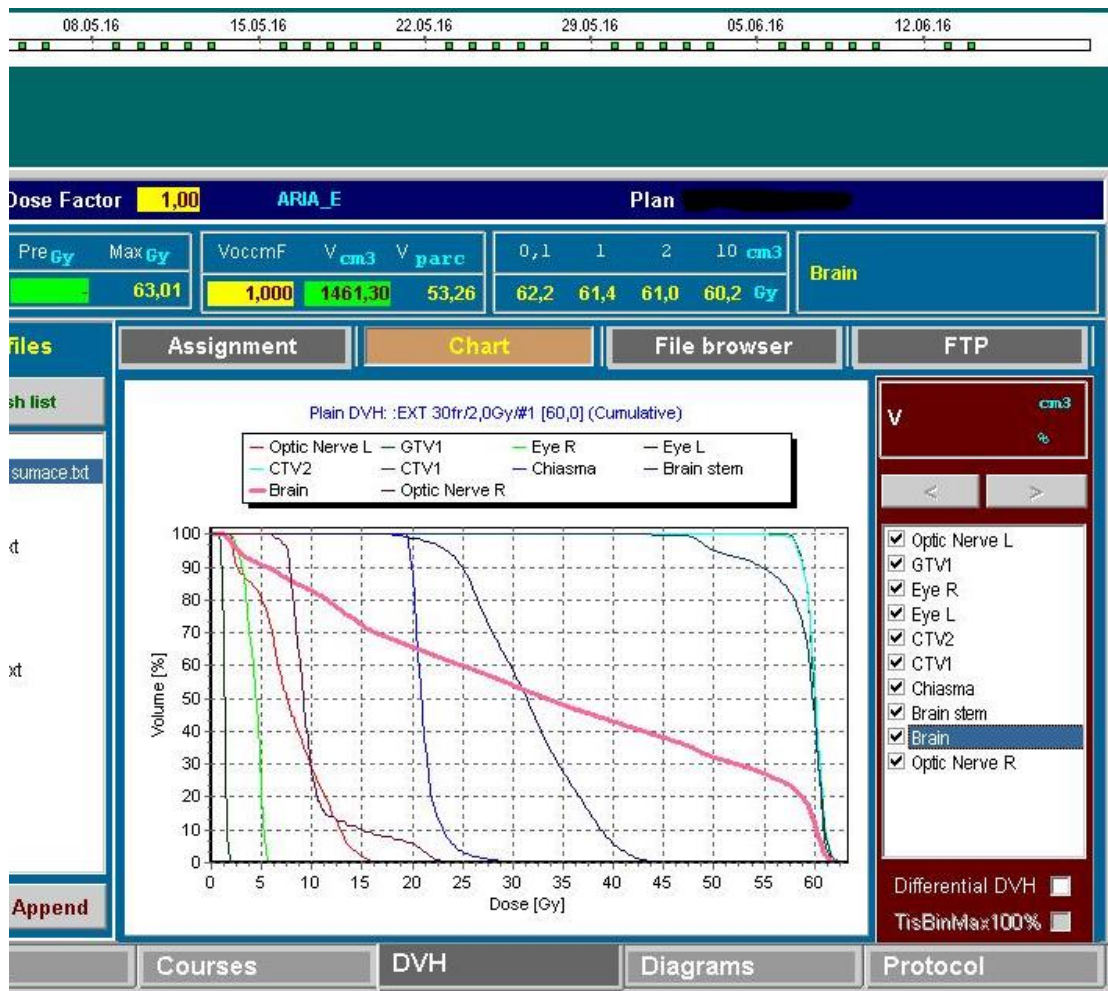 08.05.16 15.05.16 22.05.16 29.05.16 05.06.16 12.06.16
Dose Factor 1,00 ARIA_E Plan
Pre Gy Max Gy VoccmF V cm3 V parc 0,1 1 2 10 cm3
- 63,01 1,000 1461,30 53,26 62,2 61,4 61,0 60,2 Gy
Brain
files Assignment Chart File browser FTP
sh list
sumace.txt
xt
xt
Append
Plain DVH: :EXT 30fr/2,0Gy/#1 [60,0] (Cumulative)
Optic Nerve L GTV1 Eye R Eye L
CTV2 CTV1 Chiasma Brain stem
Brain Optic Nerve R
Volume [%]
100
90
80
70
60
50
40
30
20
10
0
0 5 10 15 20 25 30 35 40 45 50 55 60
Dose [Gy]
V cm3
%
< >
Optic Nerve L
GTV1
Eye R
Eye L
CTV2
CTV1
Chiasma
Brain stem
Brain
Optic Nerve R
Differential DVH
TisBinMax100%
Courses DVH Diagrams Protocol